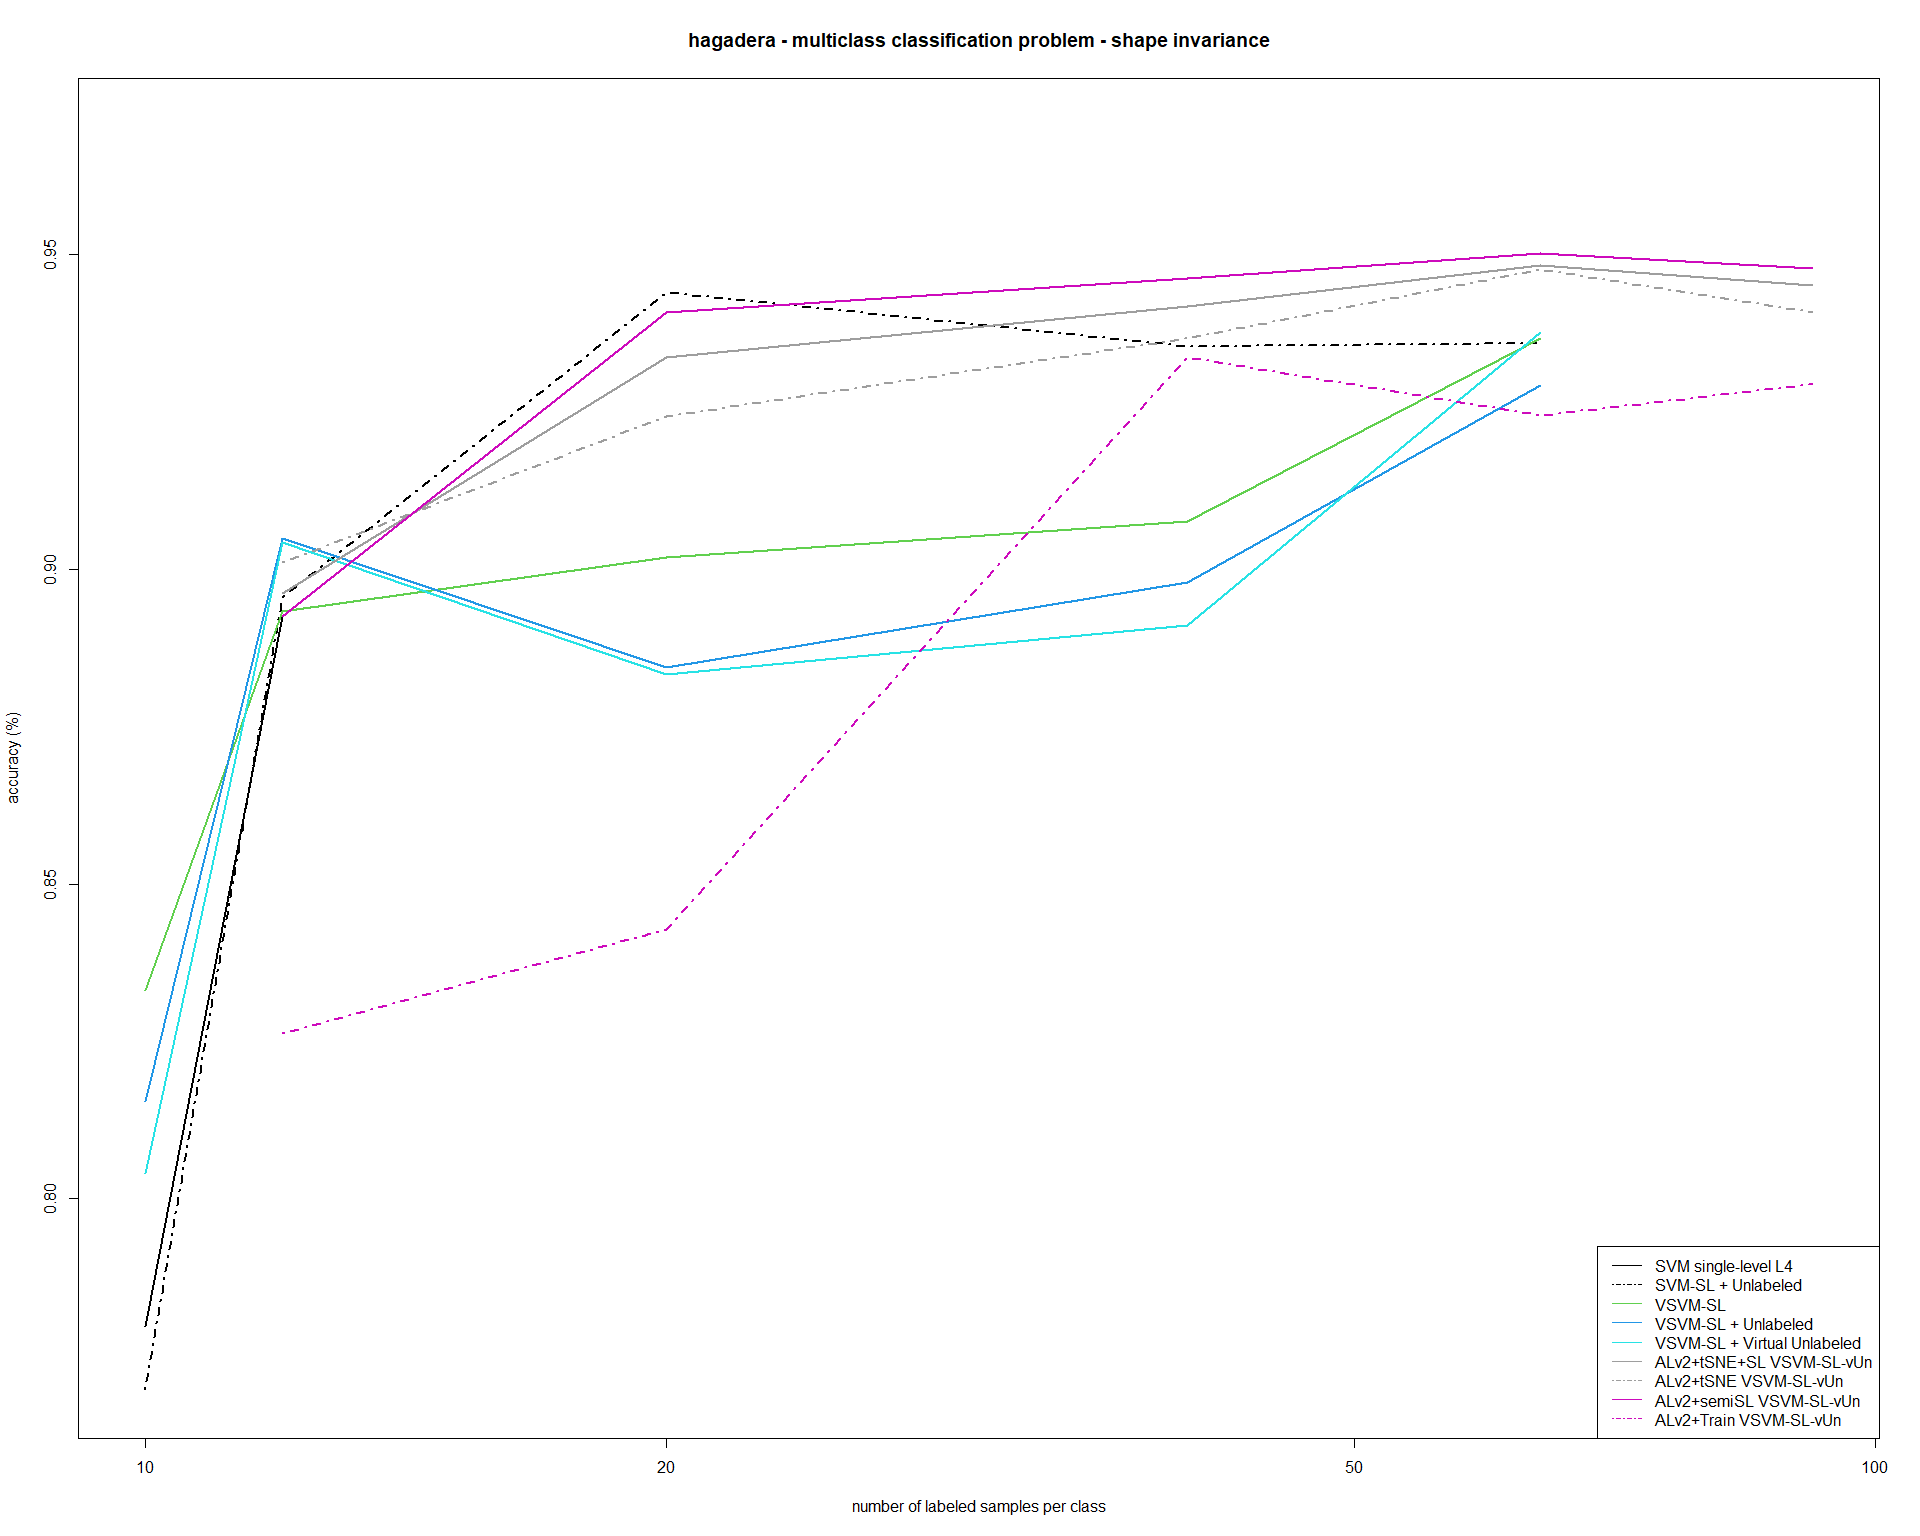 hagadera - multiclass classification problem - shape invariance
0.95
0.90
0.85
0.80
accuracy (%)
10
20
50
100
number of labeled samples per class
SVM single-level L4
SVM-SL + Unlabeled
VSVM-SL
VSVM-SL + Unlabeled
VSVM-SL + Virtual Unlabeled
ALv2+tSNE+SL VSVM-SL-vUn
ALv2+tSNE VSVM-SL-vUn
ALv2+semiSL VSVM-SL-vUn
ALv2+Train VSVM-SL-vUn